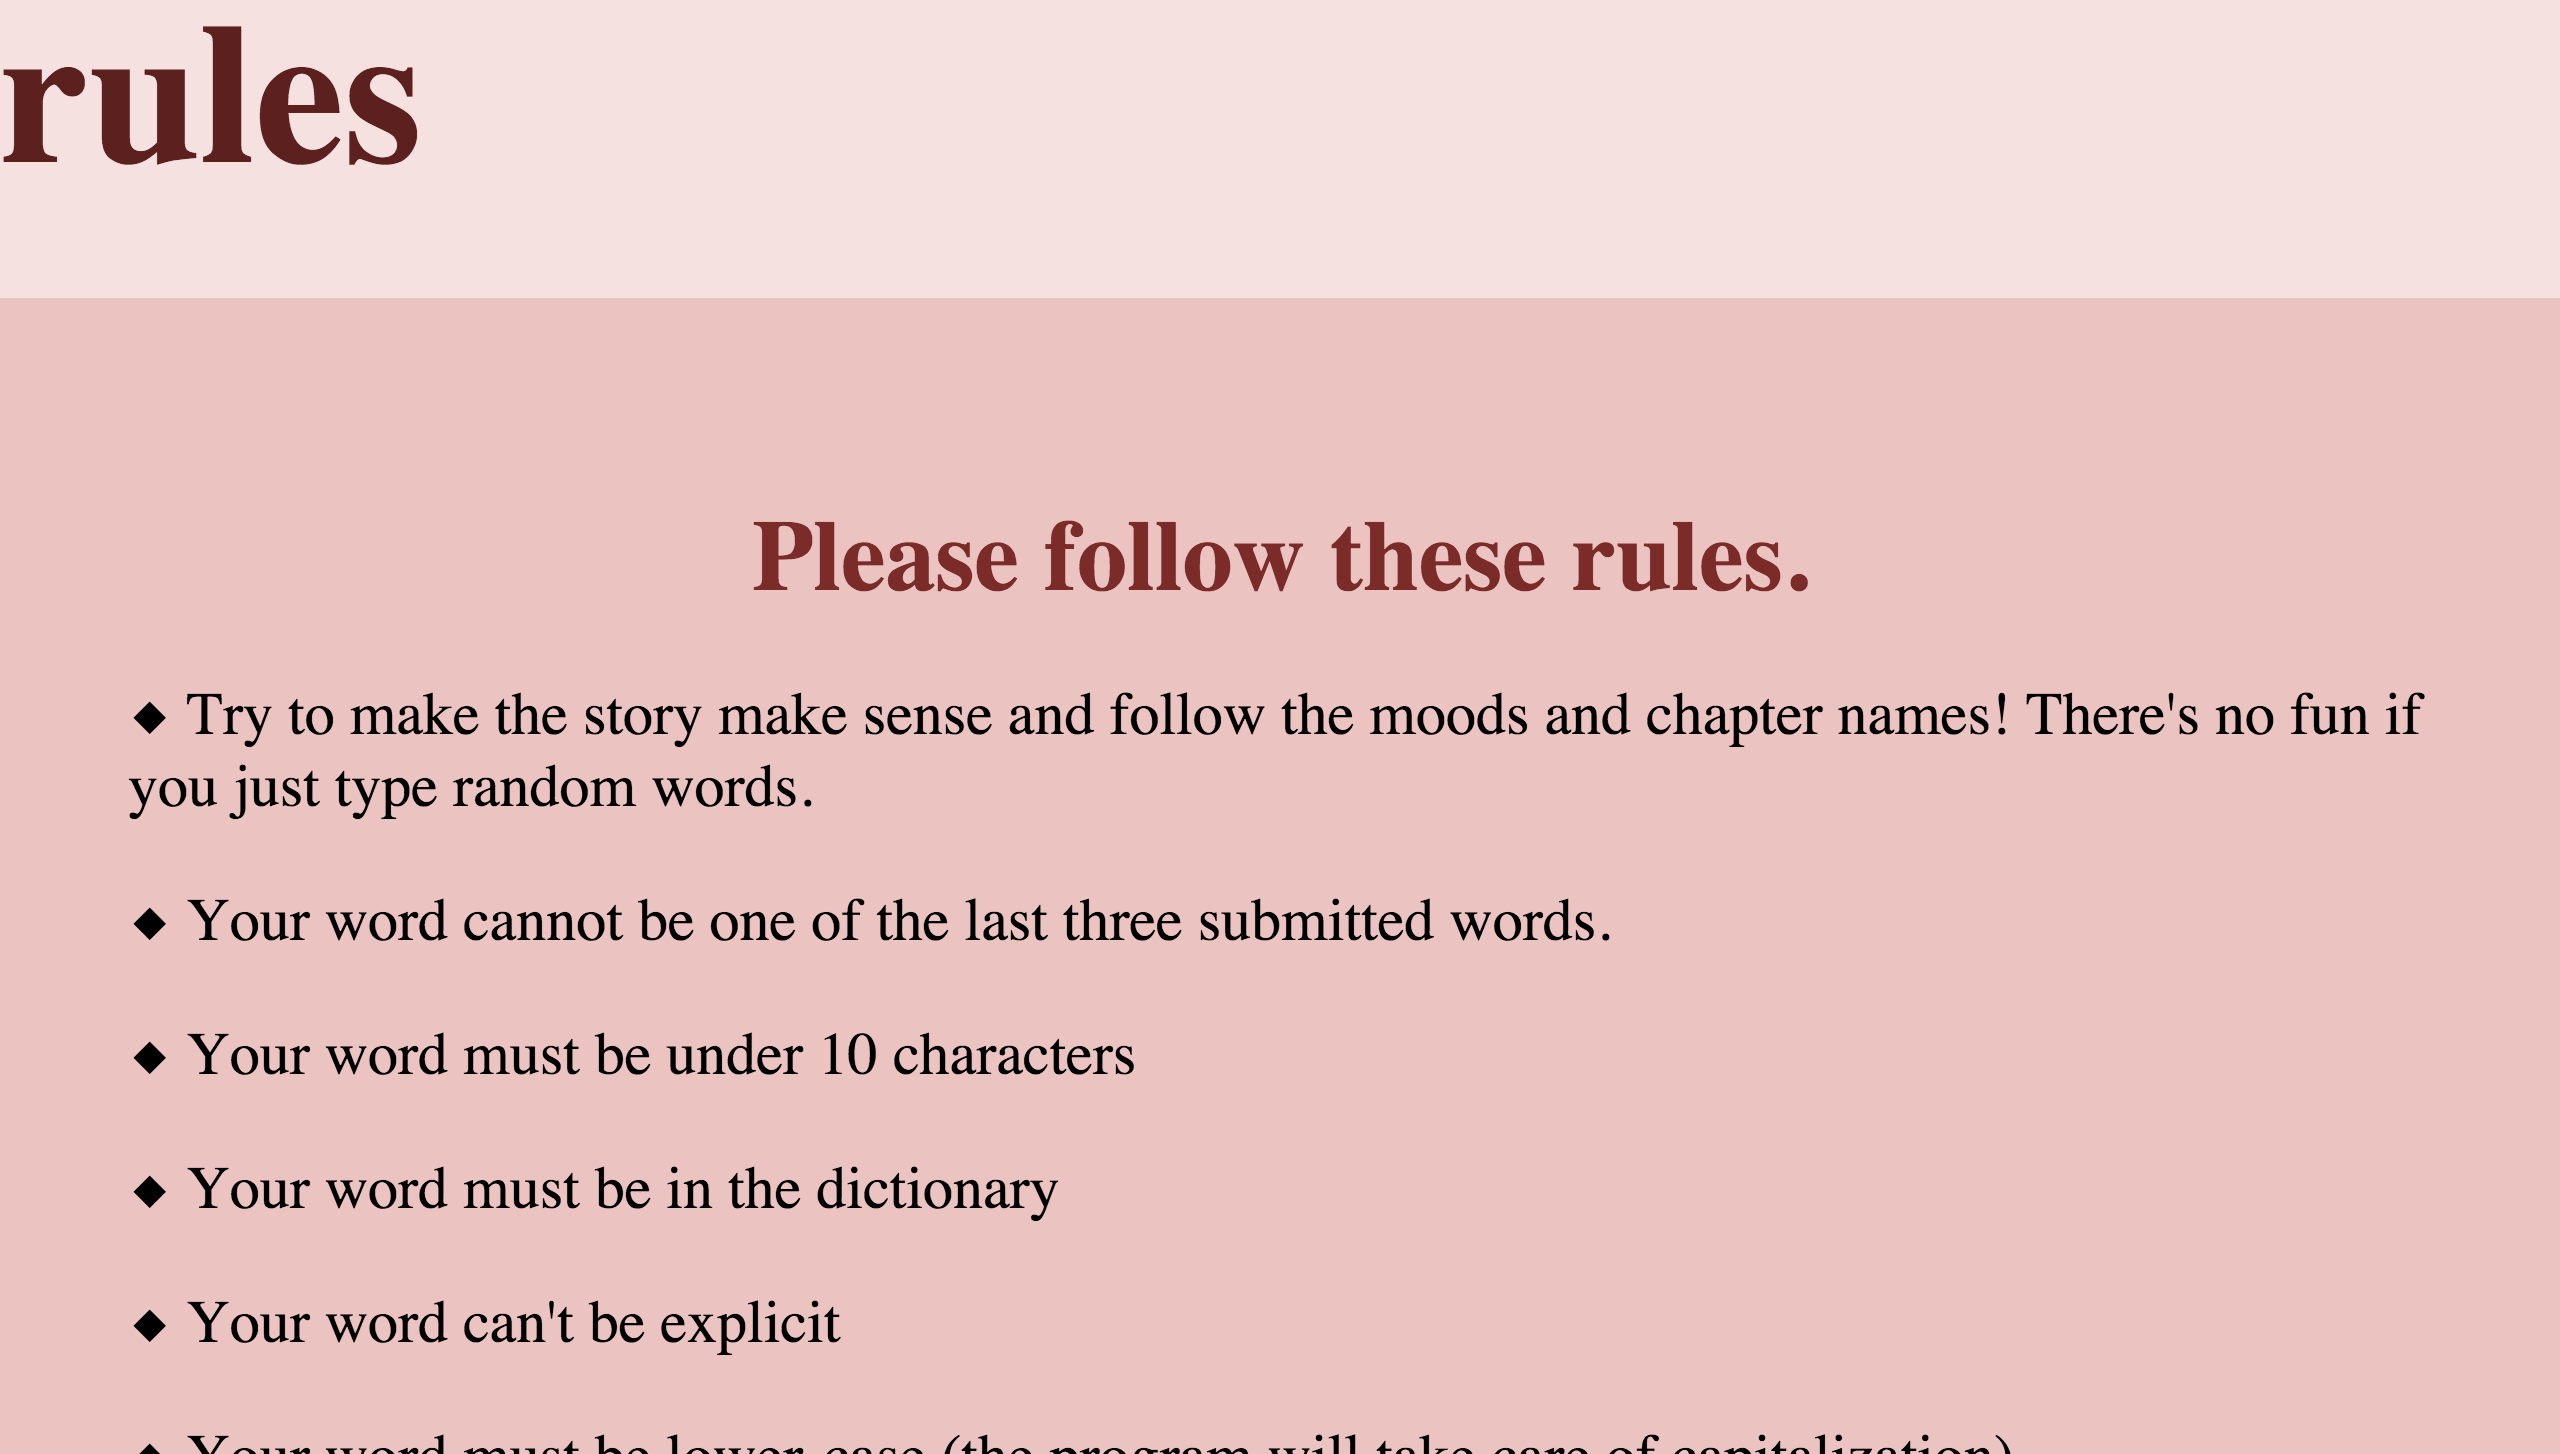 rules
Please follow these rules.
◆ Try to make the story make sense and follow the moods and chapter names! There's no fun if
you just type random words.
◆ Your word cannot be one of the last three submitted words.
◆ Your word must be under 10 characters
◆ Your word must be in the dictionary
◆ Your word can't be explicit
◆ Your word must be lower-case (the program will take care of capitalization)